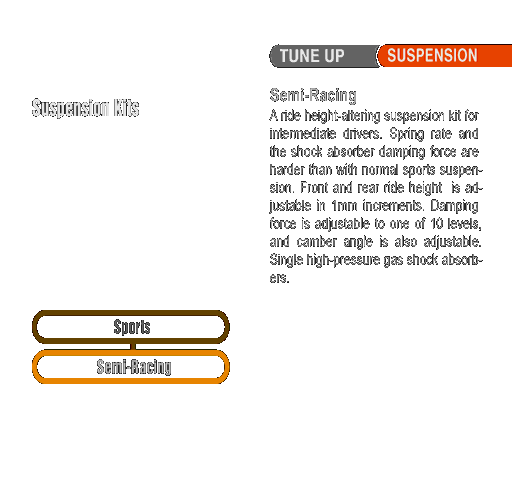 TUNE UP SUSPENSION
Suspension Kits
Semi-Racing
A ride height-altering suspension kit for
intermediate drivers. Spring rate and
the shock absorber damping force are
harder than with normal sports suspen-
sion. Front and rear ride height is ad-
justable in 1mm increments. Damping
force is adjustable to one of 10 levels,
and camber angle is also adjustable.
Single high-pressure gas shock absorb-
ers.
Sports
Semi-Racing